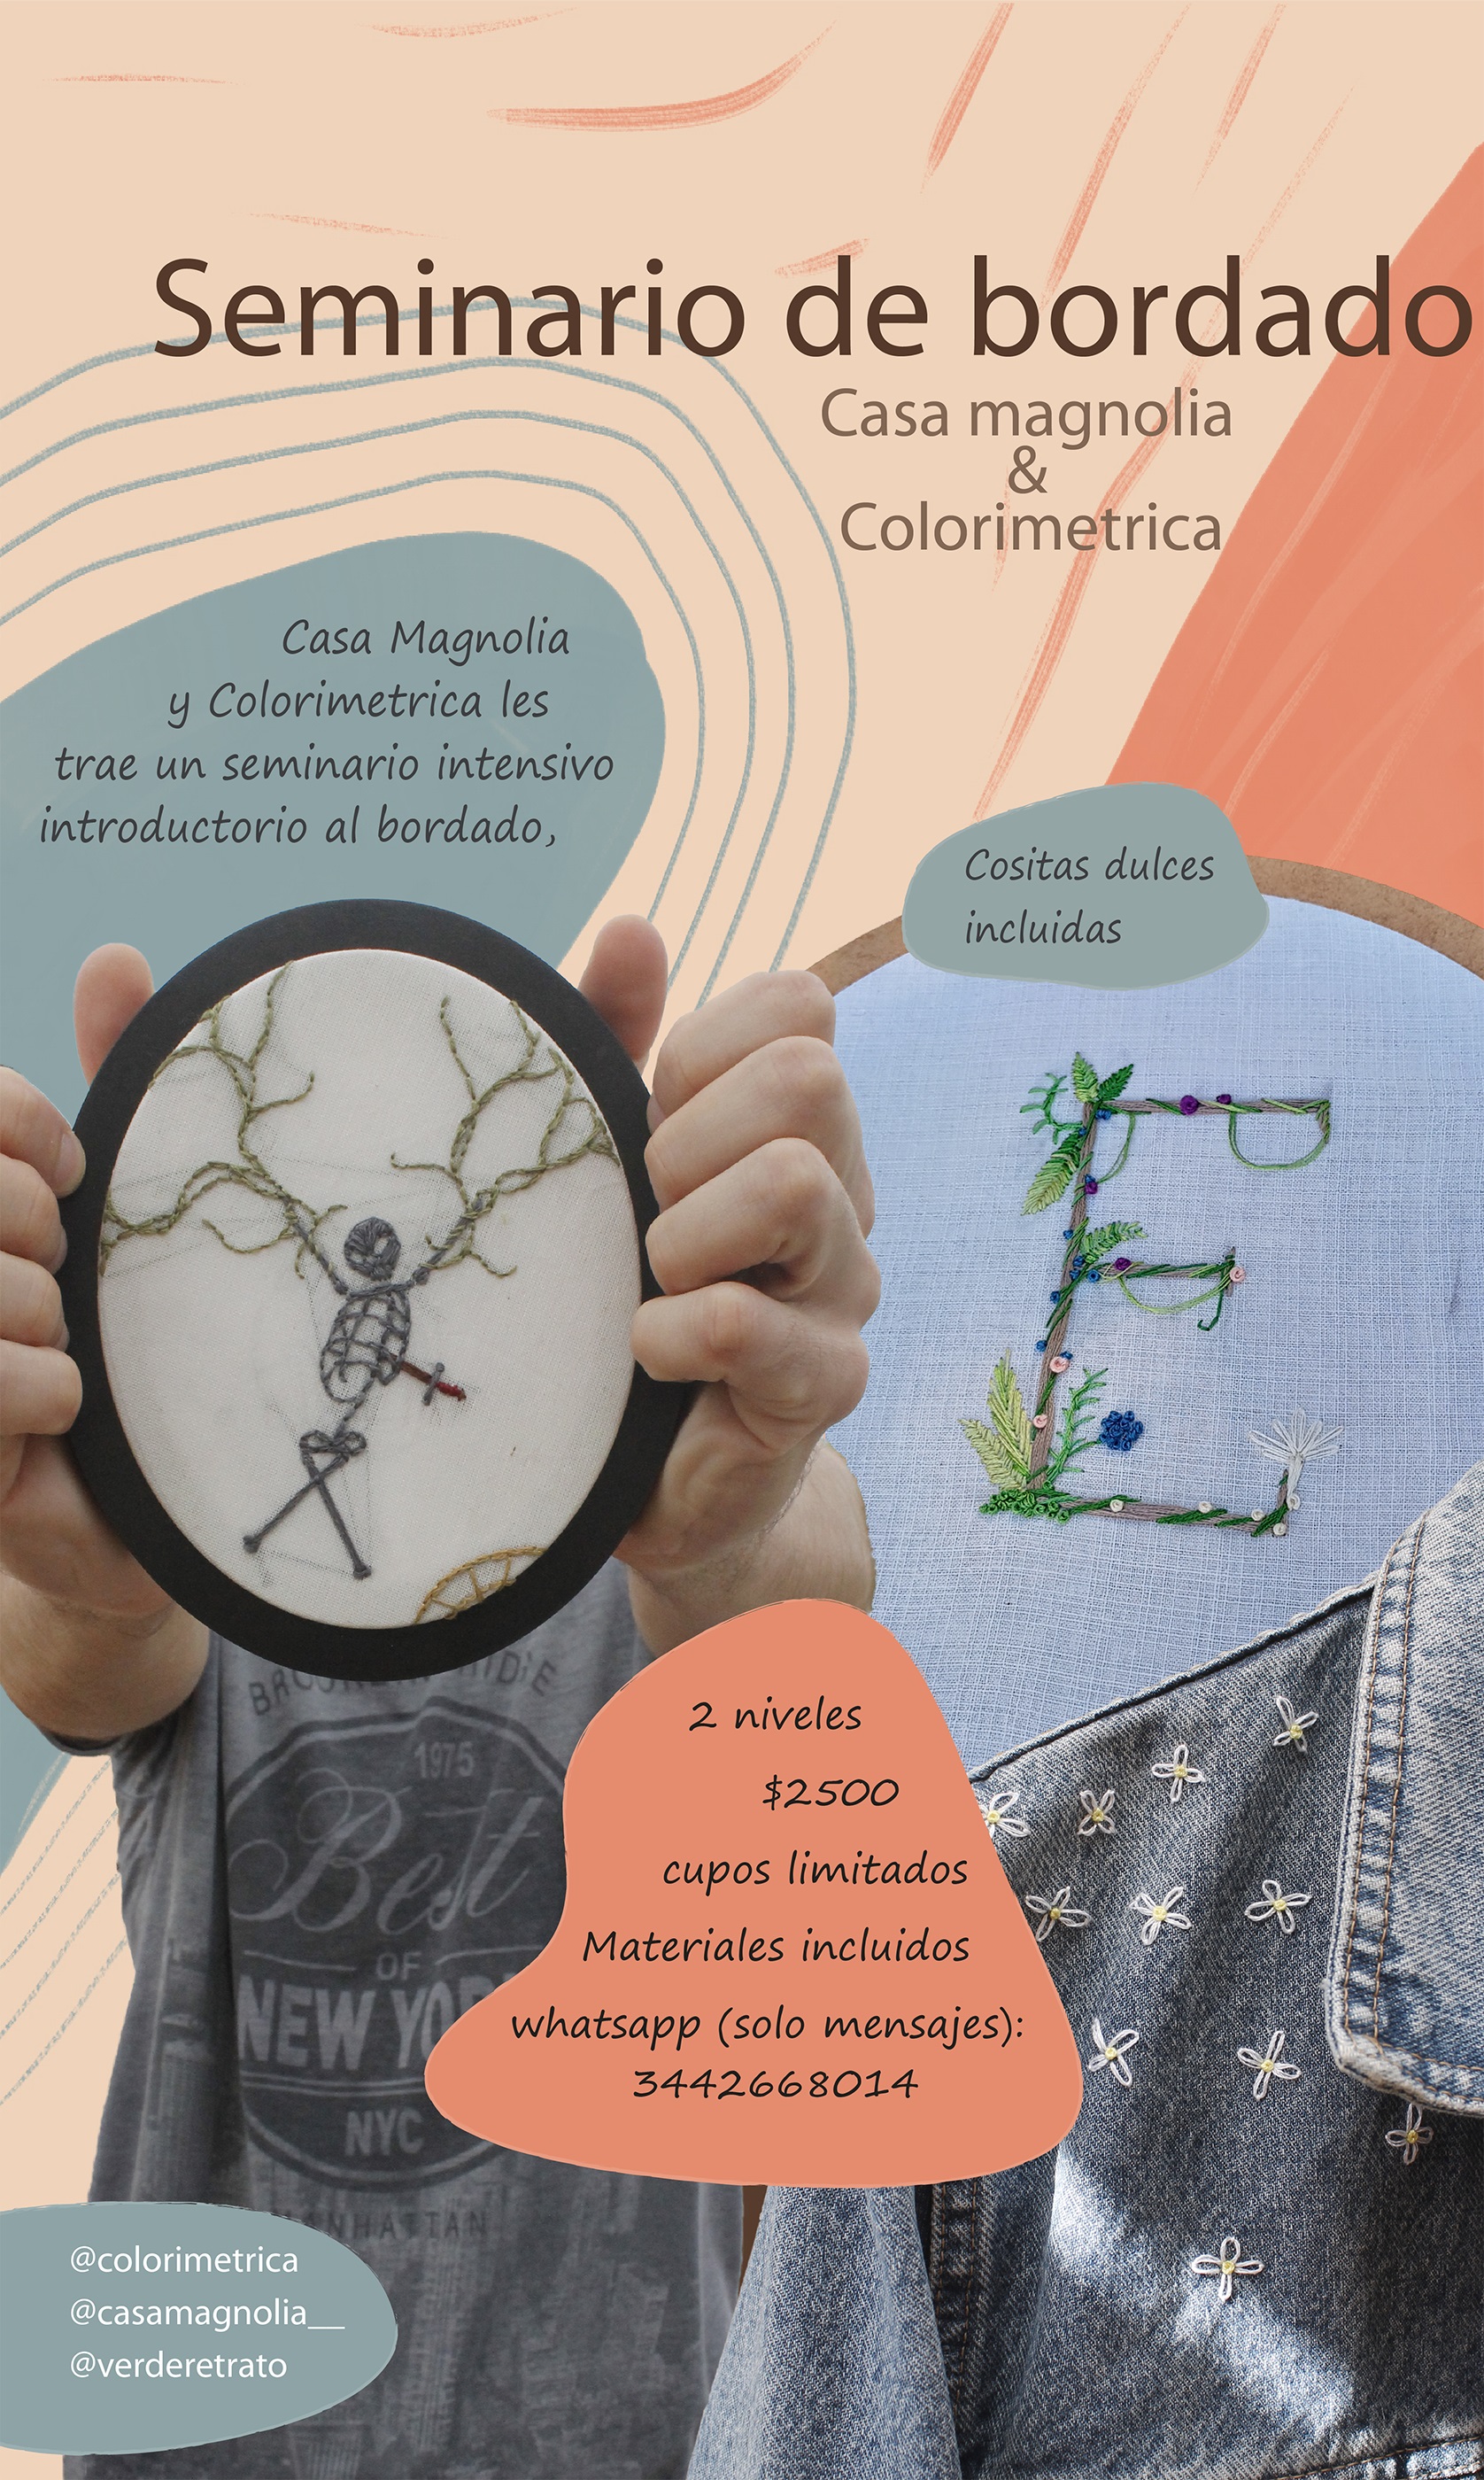 Seminario de bordado
Casa magnolia
&
Colorimetrica
Casa Magnolia
y Colorimetrica les
trae un seminario intensivo
introductorio al bordado,
Cositas dulces
incluidas
2 niveles
$2500
cupos limitados
Materiales incluidos
whatsapp (solo mensajes):
3442668014
1975
Best
OF
NEW YOR
NYC
@colorimetrica
@casamagnolia__
@verderetrato